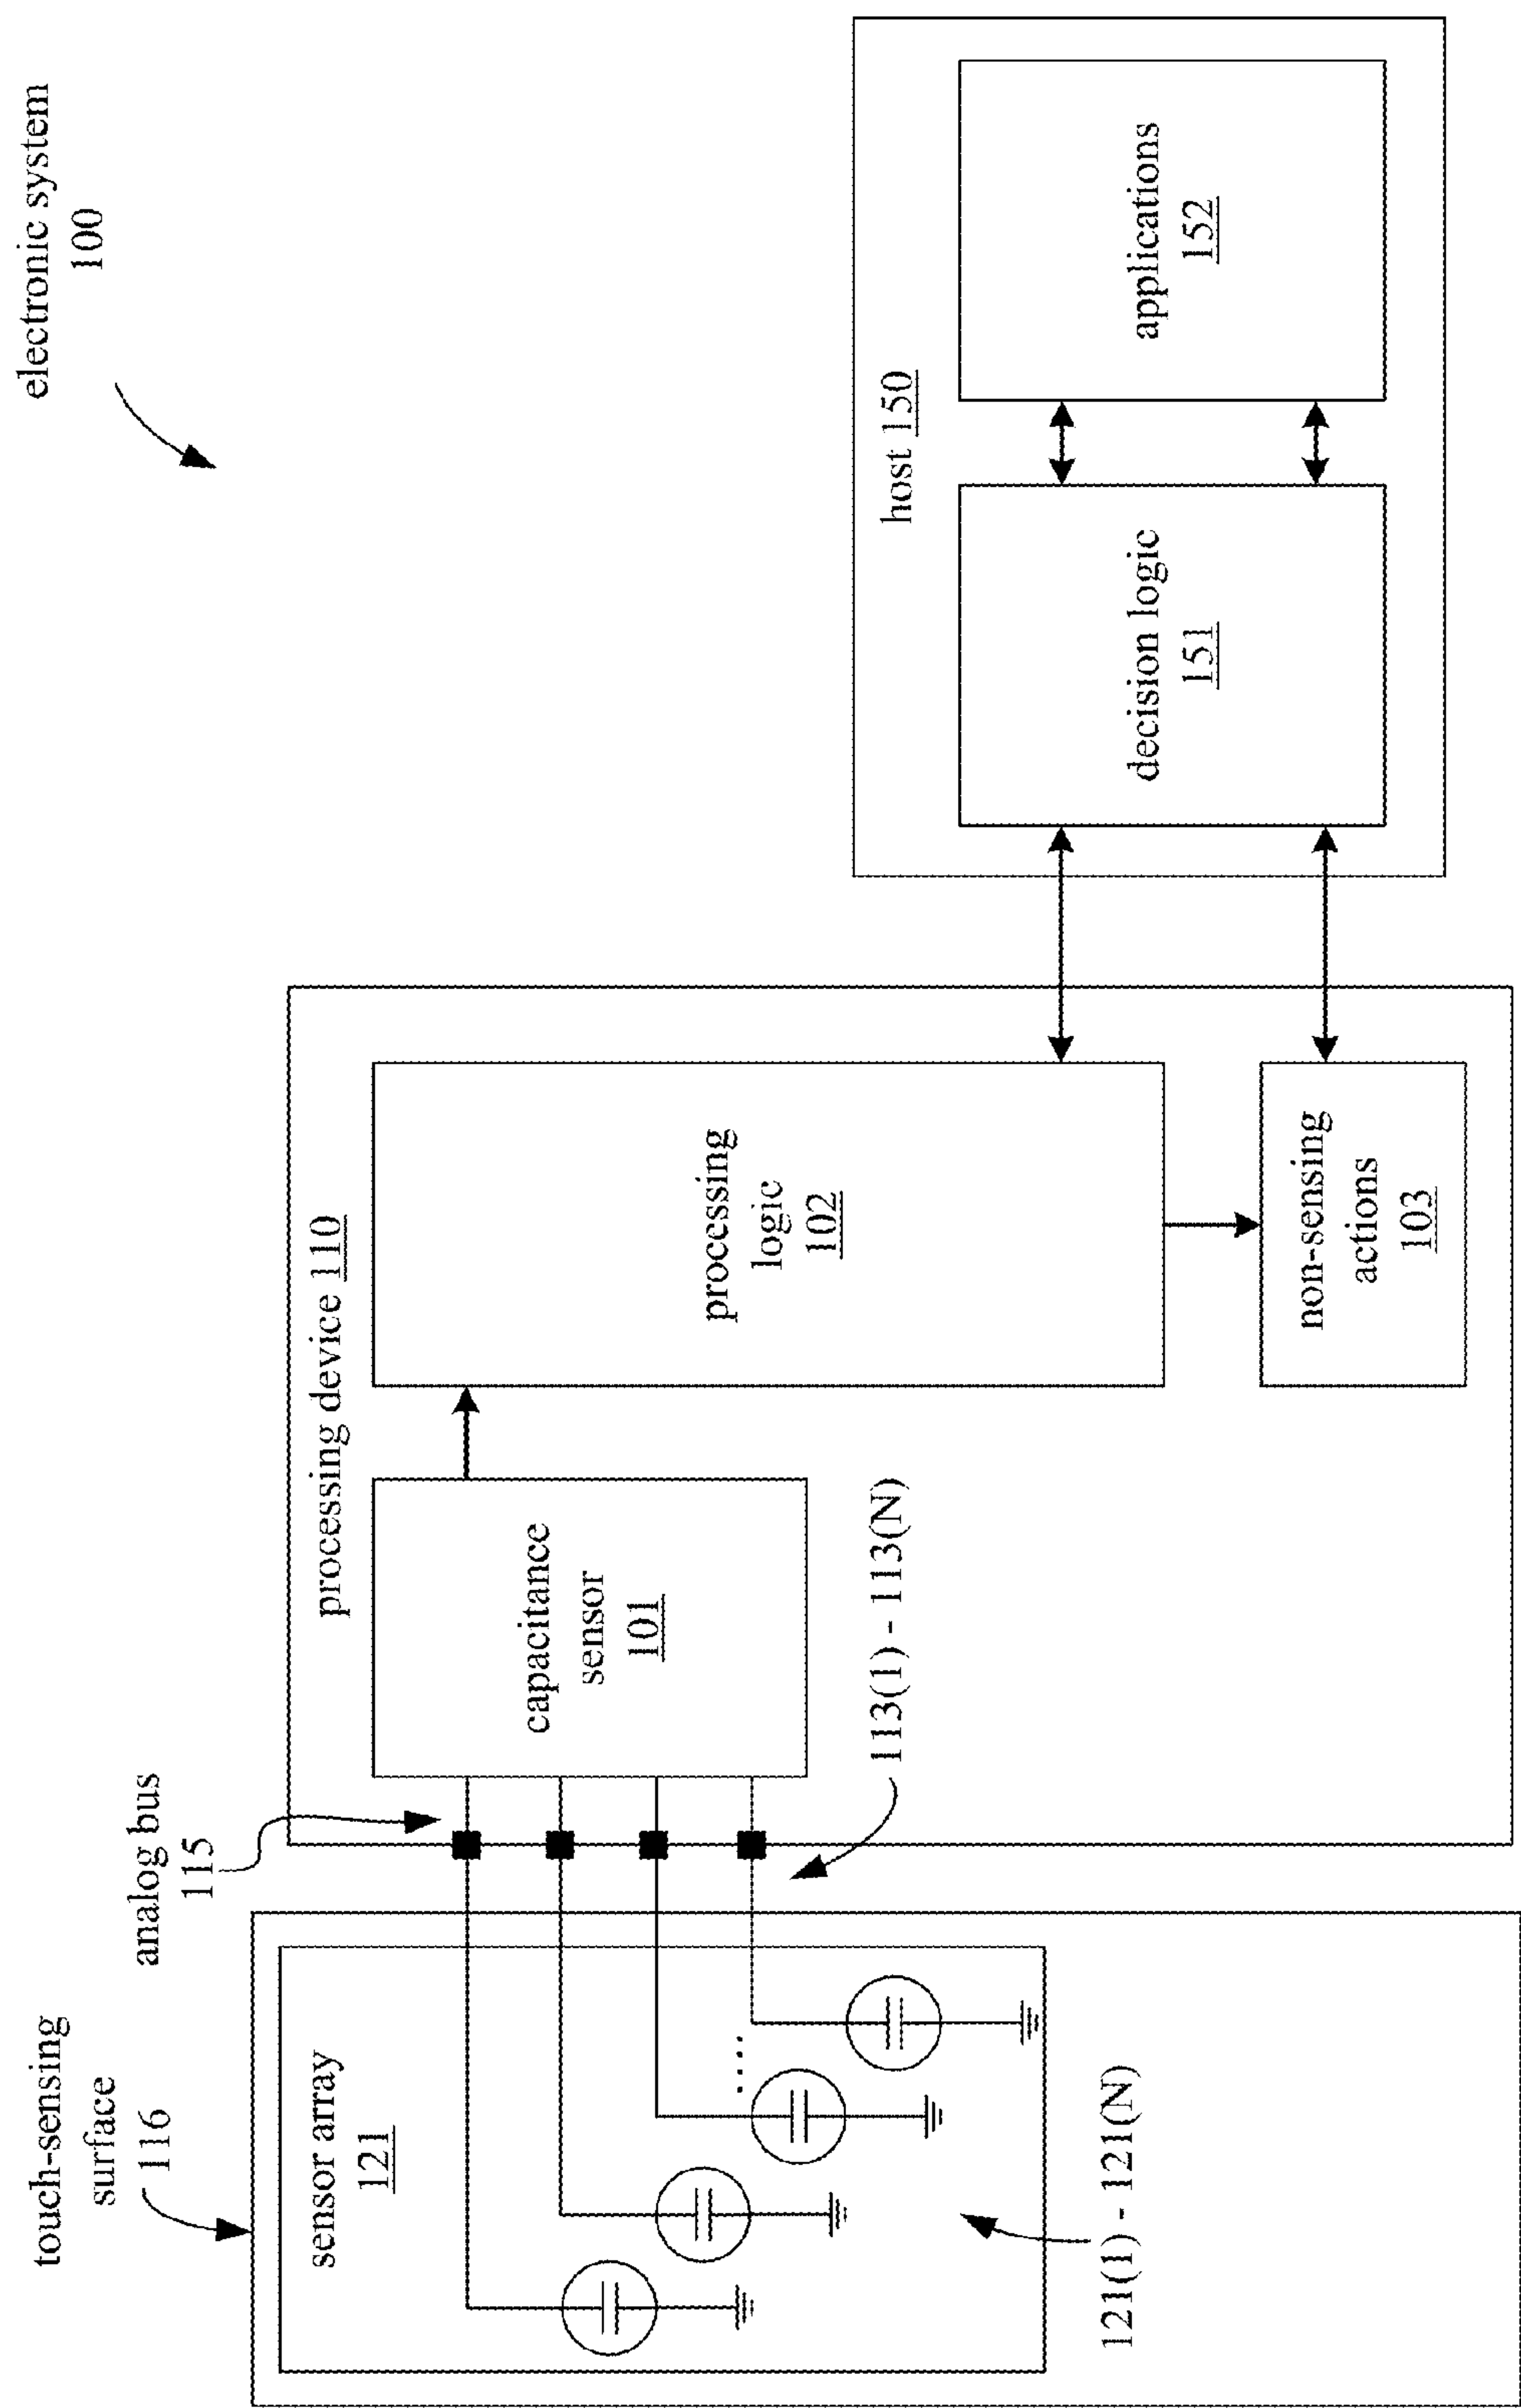 electronic system
100
touch-sensing
surface
116
analog bus
115
sensor array
121
processing device 110
capacitance
sensor
101
processing
logic
102
host 150
decision logic
151
applications
152
113(1) - 113(N)
....
121(1) - 121(N)
non-sensing
actions
103